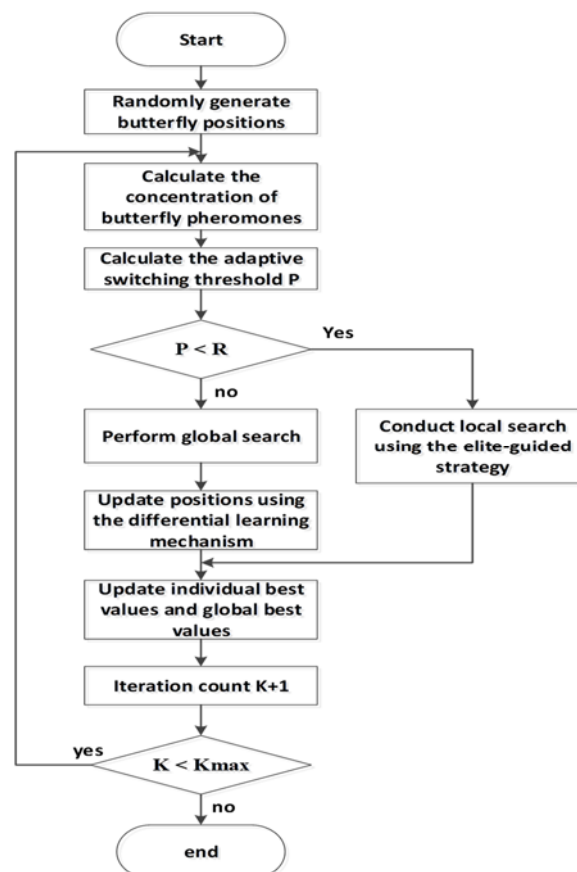 Start
Randomly generate
butterfly positions
Calculate the
concentration of
butterfly pheromones
Calculate the adaptive
switching threshold P
P < R
Yes
no
Perform global search
Conduct local search
using the elite-guided
strategy
Update positions using
the differential learning
mechanism
Update individual best
values and global best
values
Iteration count K+1
yes
K < Kmax
no
end